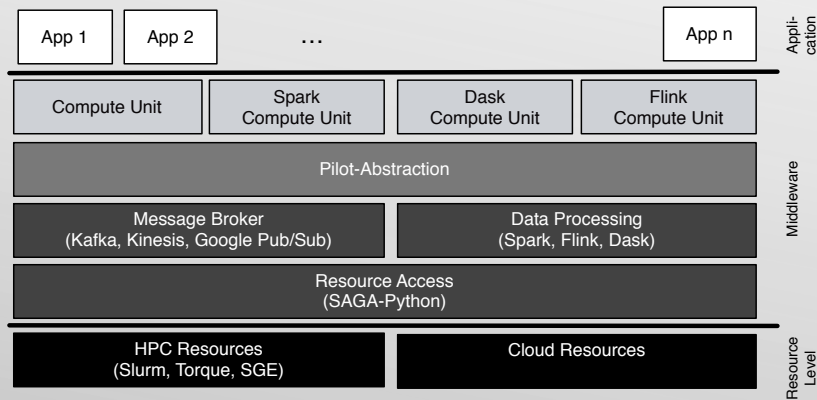 App 1
App 2
...
App n
Appli-
cation
Compute Unit
Spark
Compute Unit
Dask
Compute Unit
Flink
Compute Unit
Pilot-Abstraction
Middleware
Message Broker
(Kafka, Kinesis, Google Pub/Sub)
Data Processing
(Spark, Flink, Dask)
Resource Access
(SAGA-Python)
HPC Resources
(Slurm, Torque, SGE)
Cloud Resources
Resource
Level